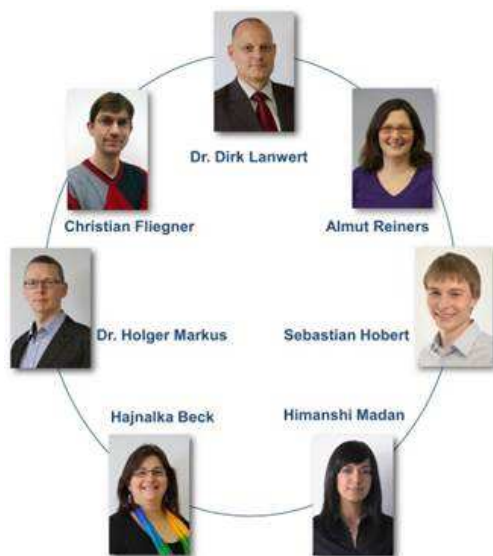 Dr. Dirk Lanwert
Christian Fliegner
Almut Reiners
Dr. Holger Markus
Sebastian Hobert
Hajnalka Beck
Himanshi Madan